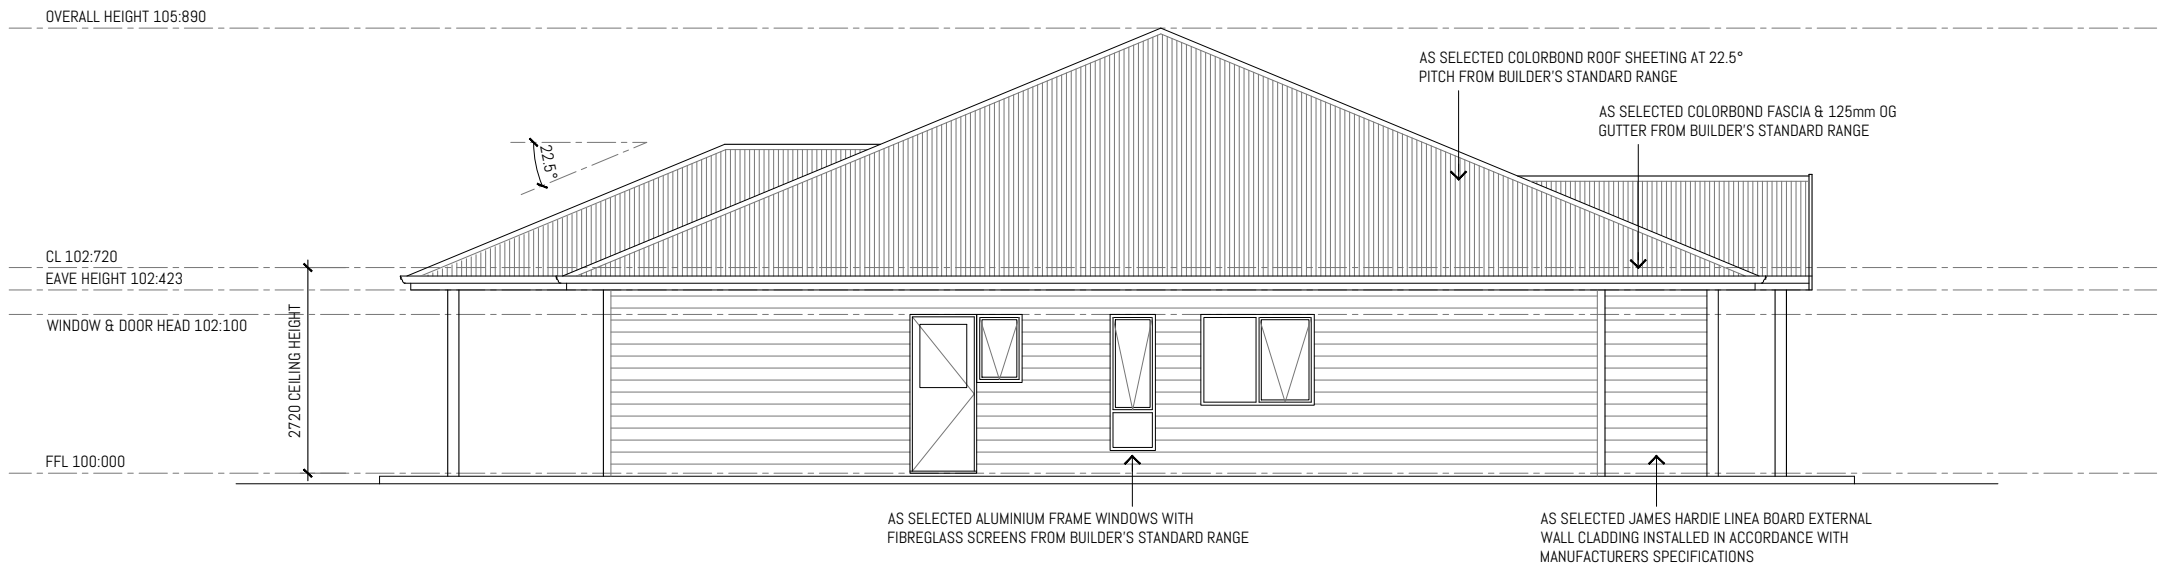 OVERALL HEIGHT 105:890
AS SELECTED COLORBOND ROOF SHEETING AT 22.5°
PITCH FROM BUILDER'S STANDARD RANGE
AS SELECTED COLORBOND FASCIA & 125mm OG
GUTTER FROM BUILDER'S STANDARD RANGE
22.5°
CL 102:720
EAVE HEIGHT 102:423
WINDOW & DOOR HEAD 102:100
2720 CEILING HEIGHT
FFL 100:000
AS SELECTED ALUMINIUM FRAME WINDOWS WITH
FIBREGLASS SCREENS FROM BUILDER'S STANDARD RANGE
AS SELECTED JAMES HARDIE LINEA BOARD EXTERNAL
WALL CLADDING INSTALLED IN ACCORDANCE WITH
MANUFACTURERS SPECIFICATIONS